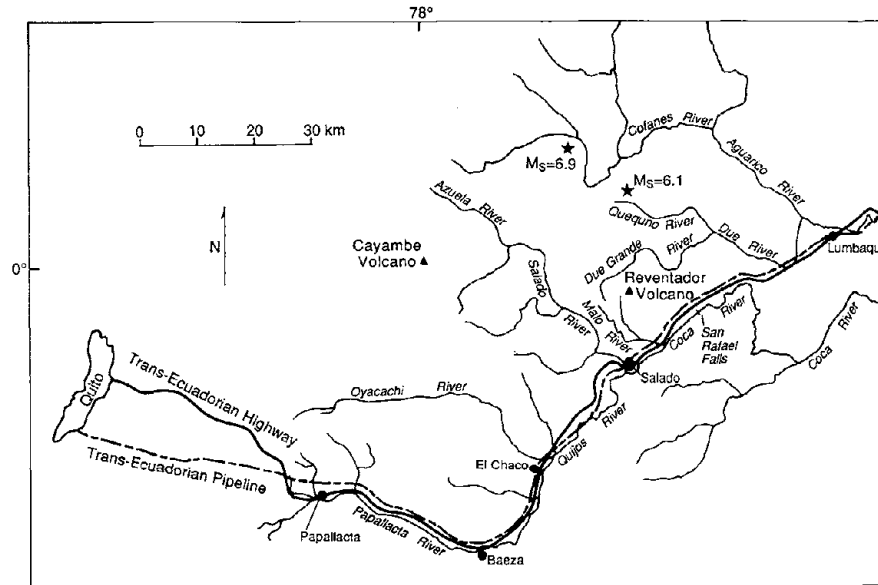 78°
0 10 20 30 km
N
0°
Cofanes River
Aguarico River
M_S=6.9
M_S=6.1
Azuela River
Quequno River
Due River
Due Grande River
Cayambe
Volcano
Lumbaqui
Reventador
Volcano
Salado River
Malo River
Coca River
San
Rafael
Falls
Coca River
Salado
Quito
Trans-Ecuadorian Highway
Trans-Ecuadorian Pipeline
Oyacachi River
El Chaco
Quijos River
Papallacta
Papallacta River
Baeza